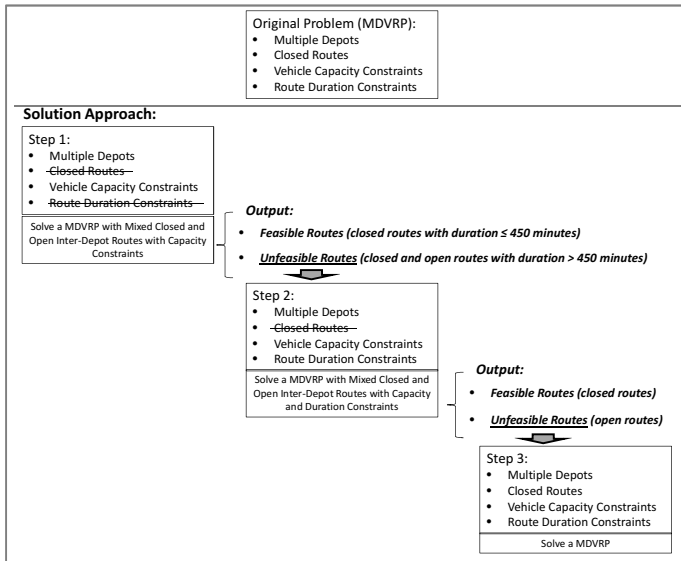 Original Problem (MDVRP):
• Multiple Depots
• Closed Routes
• Vehicle Capacity Constraints
• Route Duration Constraints
Solution Approach:
Step 1:
• Multiple Depots
• Closed Routes
• Vehicle Capacity Constraints
• Route Duration Constraints
Solve a MDVRP with Mixed Closed and
Open Inter-Depot Routes with Capacity
Constraints
Output:
• Feasible Routes (closed routes with duration ≤ 450 minutes)
• Unfeasible Routes (closed and open routes with duration > 450 minutes)
Step 2:
• Multiple Depots
• Closed Routes
• Vehicle Capacity Constraints
• Route Duration Constraints
Solve a MDVRP with Mixed Closed and
Open Inter-Depot Routes with Capacity
and Duration Constraints
Output:
• Feasible Routes (closed routes)
• Unfeasible Routes (open routes)
Step 3:
• Multiple Depots
• Closed Routes
• Vehicle Capacity Constraints
• Route Duration Constraints
Solve a MDVRP